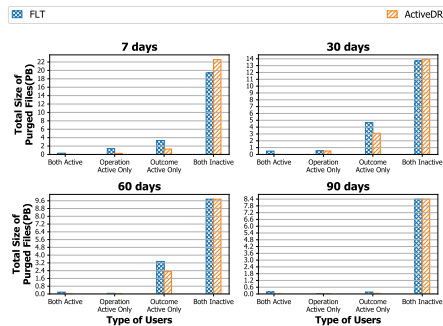 FLT ActiveDR
7 days
30 days
Total Size of
Purged Files(PB)
22
20
18
16
14
12
10
8
6
4
2
0
Both Active
Operation
Active Only
Outcome
Active Only
Both Inactive
14
13
12
11
10
9
8
7
6
5
4
3
2
1
0
Both Active
Operation
Active Only
Outcome
Active Only
Both Inactive
60 days
90 days
Total Size of
Purged Files(PB)
9.6
8.8
8.0
7.2
6.4
5.6
4.8
4.0
3.2
2.4
1.6
0.8
0.0
Both Active
Operation
Active Only
Outcome
Active Only
Both Inactive
Type of Users
8.4
7.8
7.2
6.6
6.0
5.4
4.8
4.2
3.6
3.0
2.4
1.8
1.2
0.6
0.0
Both Active
Operation
Active Only
Outcome
Active Only
Both Inactive
Type of Users